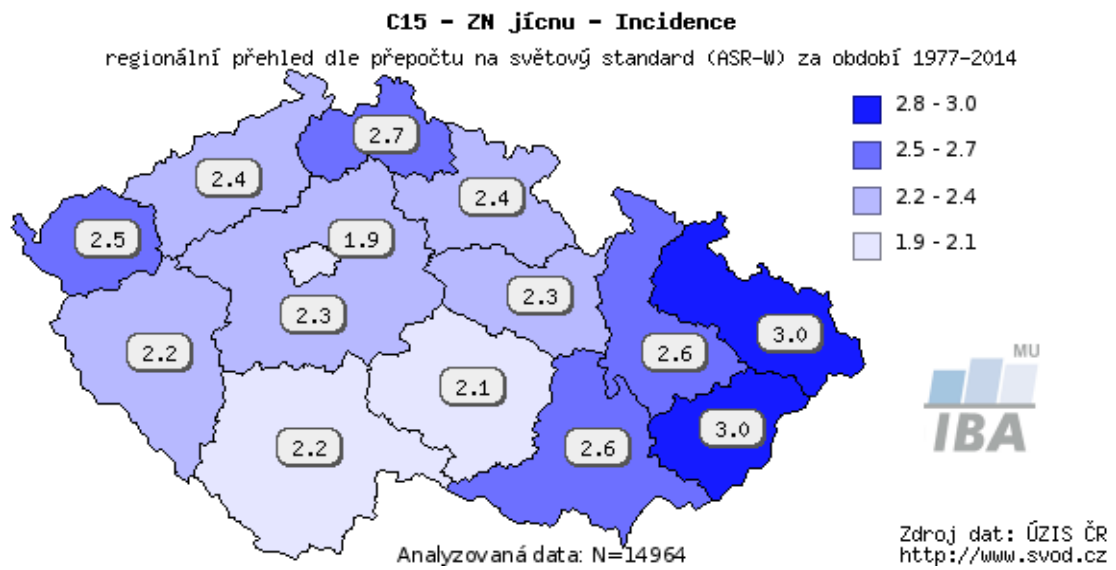 C15 - ZN jícnu - Incidence
regionální přehled dle přepočtu na světový standard (ASR-W) za období 1977-2014
2.8 - 3.0
2.5 - 2.7
2.2 - 2.4
1.9 - 2.1
2.7
2.4
2.4
2.5
1.9
2.3
2.3
3.0
2.2
2.6
2.1
3.0
2.2
2.6
MU
IBA
Analyzovaná data: N=14964
Zdroj dat: ÚZIS ČR
http://www.svod.cz